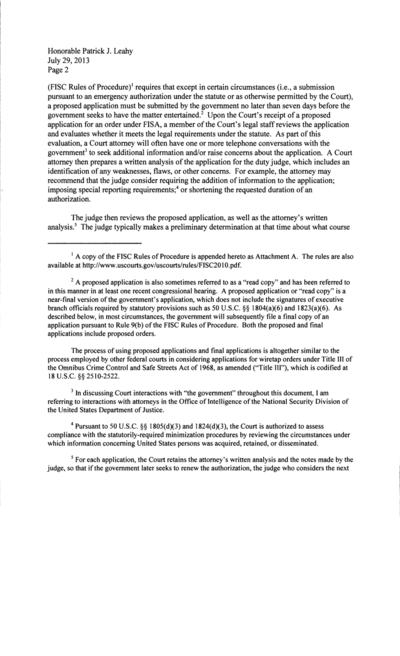 Honorable Patrick J. Leahy
July 29, 2013
Page 2
(FISC Rules of Procedure)¹ requires that except in certain circumstances (i.e., a submission
pursuant to an emergency authorization under the statute or as otherwise permitted by the Court),
a proposed application must be submitted by the government no later than seven days before the
government seeks to have the matter entertained.² Upon the Court's receipt of a proposed
application for an order under FISA, a member of the Court's legal staff reviews the application
and evaluates whether it meets the legal requirements under the statute. As part of this
evaluation, a Court attorney will often have one or more telephone conversations with the
government³ to seek additional information and/or raise concerns about the application. A Court
attorney then prepares a written analysis of the application for the duty judge, which includes an
identification of any weaknesses, flaws, or other concerns. For example, the attorney may
recommend that the judge consider requiring the addition of information to the application;
imposing special reporting requirements;⁴ or shortening the requested duration of an
authorization.
The judge then reviews the proposed application, as well as the attorney's written
analysis.⁵ The judge typically makes a preliminary determination at that time about what course
¹ A copy of the FISC Rules of Procedure is appended hereto as Attachment A. The rules are also
available at http://www.uscourts.gov/uscourts/rules/FISC2010.pdf.
² A proposed application is also sometimes referred to as a "read copy" and has been referred to
in this manner in at least one recent congressional hearing. A proposed application or "read copy" is a
near-final version of the government's application, which does not include the signatures of executive
branch officials required by statutory provisions such as 50 U.S.C. §§ 1804(a)(6) and 1823(a)(6). As
described below, in most circumstances, the government will subsequently file a final copy of an
application pursuant to Rule 9(b) of the FISC Rules of Procedure. Both the proposed and final
applications include proposed orders.
The process of using proposed applications and final applications is altogether similar to the
process employed by other federal courts in considering applications for wiretap orders under Title III of
the Omnibus Crime Control and Safe Streets Act of 1968, as amended ("Title III"), which is codified at
18 U.S.C. §§ 2510-2522.
³ In discussing Court interactions with "the government" throughout this document, I am
referring to interactions with attorneys in the Office of Intelligence of the National Security Division of
the United States Department of Justice.
⁴ Pursuant to 50 U.S.C. §§ 1805(d)(3) and 1824(d)(3), the Court is authorized to assess
compliance with the statutorily-required minimization procedures by reviewing the circumstances under
which information concerning United States persons was acquired, retained, or disseminated.
⁵ For each application, the Court retains the attorney's written analysis and the notes made by the
judge, so that if the government later seeks to renew the authorization, the judge who considers the next